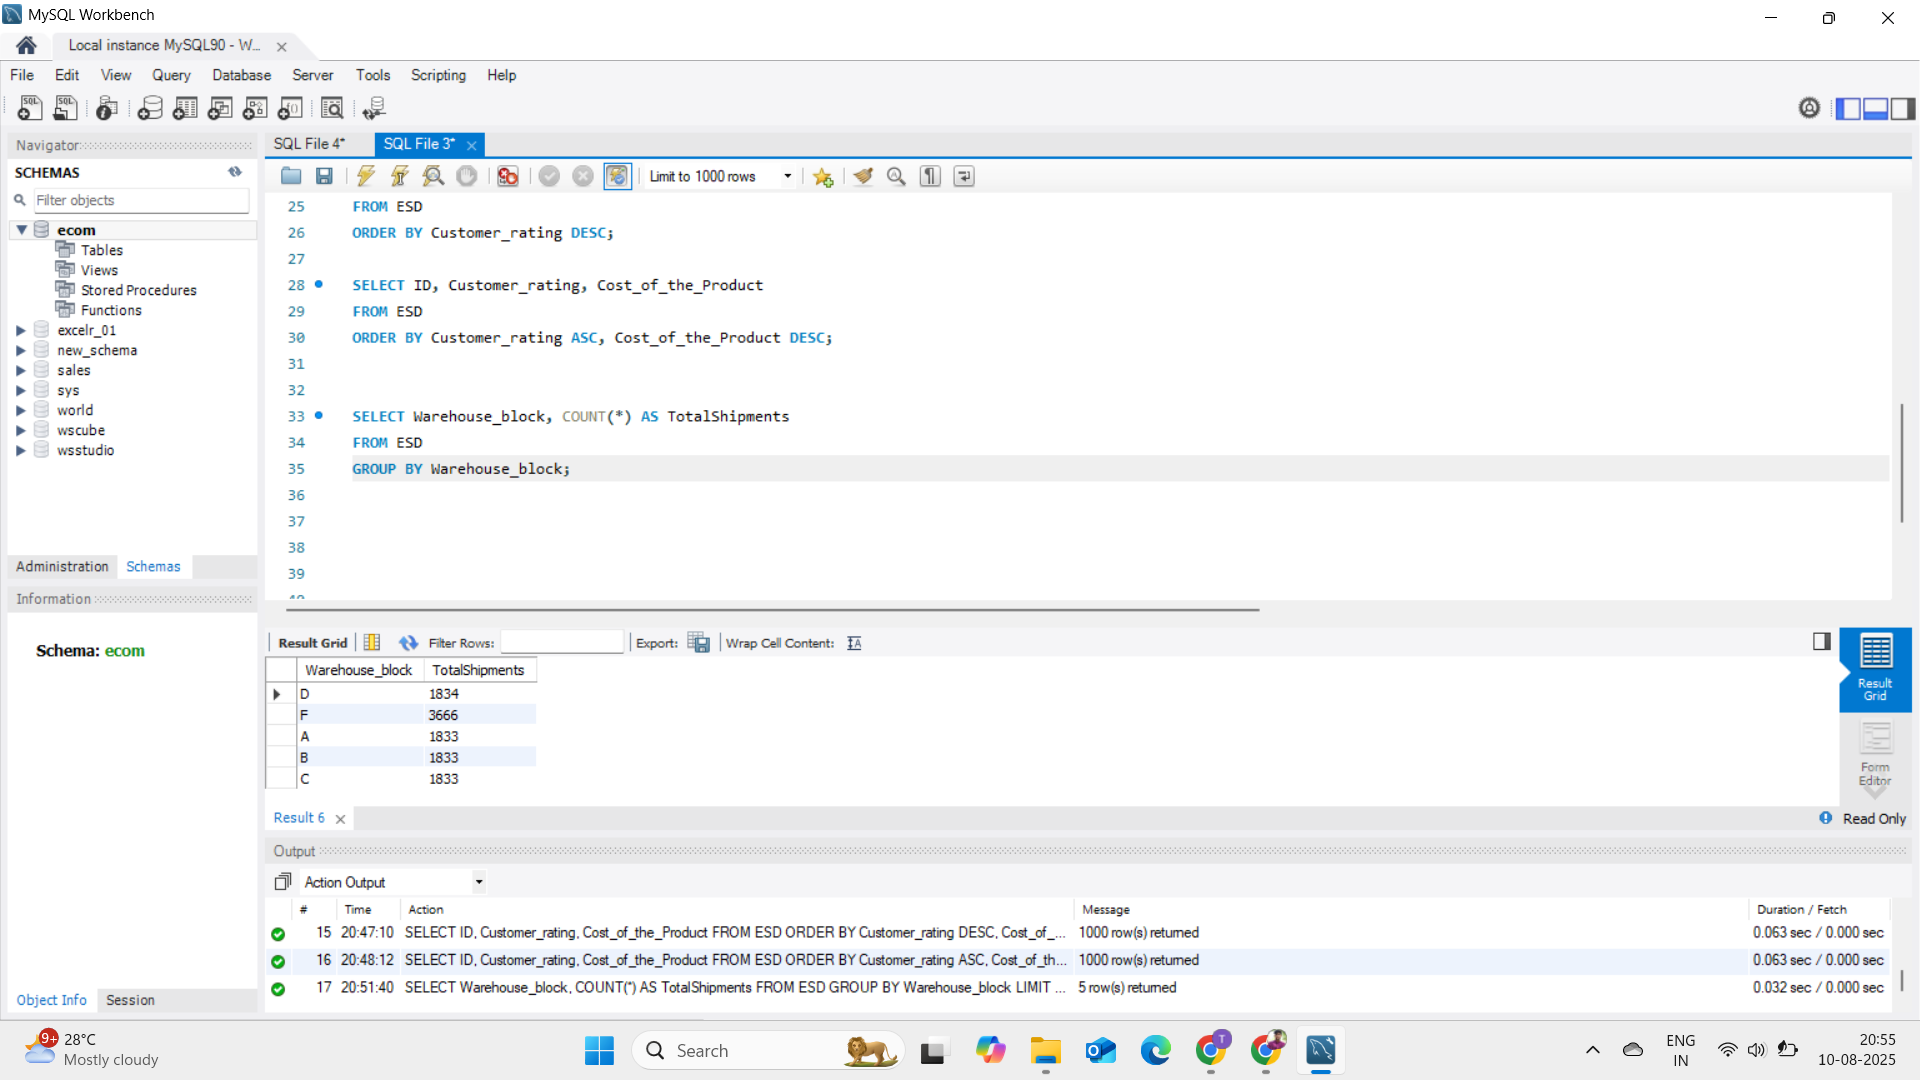 MySQL Workbench
Local instance MySQL90 - W...
File Edit View Query Database Server Tools Scripting Help
Navigator
SQL File 4* SQL File 3*
SCHEMAS
Limit to 1000 rows
Filter objects
ecom
Tables
Views
Stored Procedures
Functions
excelr_01
new_schema
sales
sys
world
wscube
wsstudio
25 FROM ESD
26 ORDER BY Customer_rating DESC;
27
28 SELECT ID, Customer_rating, Cost_of_the_Product
29 FROM ESD
30 ORDER BY Customer_rating ASC, Cost_of_the_Product DESC;
31
32
33 SELECT Warehouse_block, COUNT(*) AS TotalShipments
34 FROM ESD
35 GROUP BY Warehouse_block;
36
37
38
39
Administration Schemas
Information
Schema: ecom
Result Grid Filter Rows: Export: Wrap Cell Content:
Warehouse_block TotalShipments
D 1834
F 3666
A 1833
B 1833
C 1833
Result Grid
Form Editor
Result 6
Read Only
Output
Action Output
# Time Action Message Duration / Fetch
15 20:47:10 SELECT ID, Customer_rating, Cost_of_the_Product FROM ESD ORDER BY Customer_rating DESC, Cost_of_... 1000 row(s) returned 0.063 sec / 0.000 sec
16 20:48:12 SELECT ID, Customer_rating, Cost_of_the_Product FROM ESD ORDER BY Customer_rating ASC, Cost_of_th... 1000 row(s) returned 0.063 sec / 0.000 sec
17 20:51:40 SELECT Warehouse_block, COUNT(*) AS TotalShipments FROM ESD GROUP BY Warehouse_block LIMIT ... 5 row(s) returned 0.032 sec / 0.000 sec
Object Info Session
9+
28°C
Mostly cloudy
Search
T
ENG
IN
20:55
10-08-2025